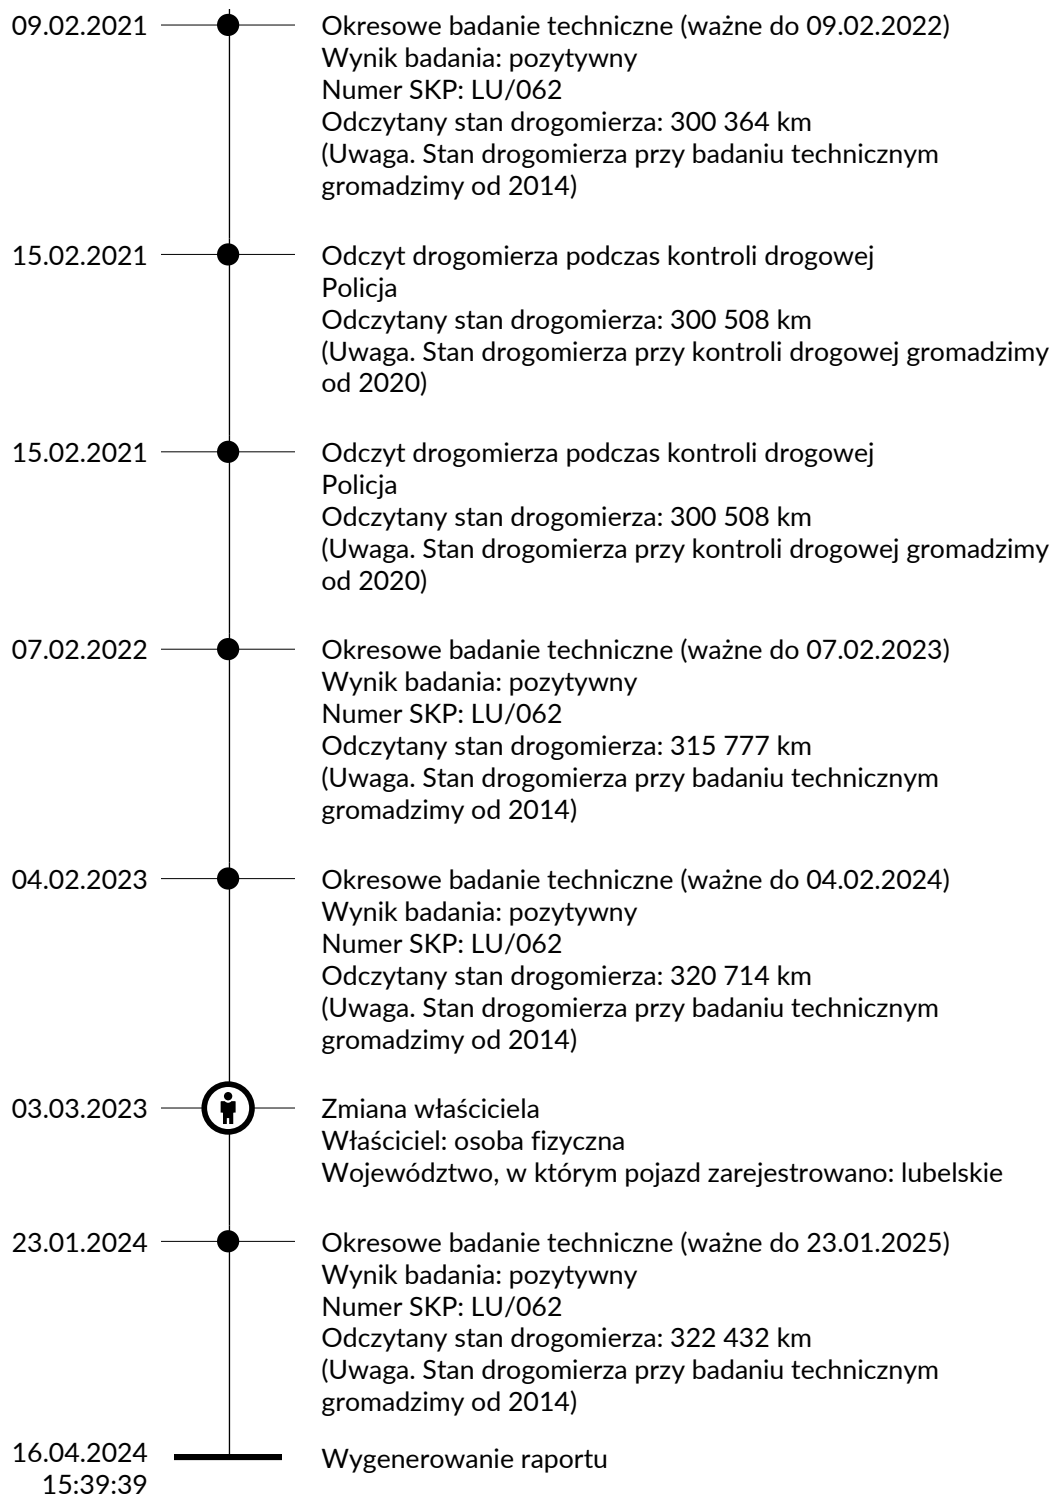 09.02.2021
Okresowe badanie techniczne (ważne do 09.02.2022)
Wynik badania: pozytywny
Numer SKP: LU/062
Odczytany stan drogomierza: 300 364 km
(Uwaga. Stan drogomierza przy badaniu technicznym
gromadzimy od 2014)
15.02.2021
Odczyt drogomierza podczas kontroli drogowej
Policja
Odczytany stan drogomierza: 300 508 km
(Uwaga. Stan drogomierza przy kontroli drogowej gromadzimy
od 2020)
15.02.2021
Odczyt drogomierza podczas kontroli drogowej
Policja
Odczytany stan drogomierza: 300 508 km
(Uwaga. Stan drogomierza przy kontroli drogowej gromadzimy
od 2020)
07.02.2022
Okresowe badanie techniczne (ważne do 07.02.2023)
Wynik badania: pozytywny
Numer SKP: LU/062
Odczytany stan drogomierza: 315 777 km
(Uwaga. Stan drogomierza przy badaniu technicznym
gromadzimy od 2014)
04.02.2023
Okresowe badanie techniczne (ważne do 04.02.2024)
Wynik badania: pozytywny
Numer SKP: LU/062
Odczytany stan drogomierza: 320 714 km
(Uwaga. Stan drogomierza przy badaniu technicznym
gromadzimy od 2014)
03.03.2023
Zmiana właściciela
Właściciel: osoba fizyczna
Województwo, w którym pojazd zarejestrowano: lubelskie
23.01.2024
Okresowe badanie techniczne (ważne do 23.01.2025)
Wynik badania: pozytywny
Numer SKP: LU/062
Odczytany stan drogomierza: 322 432 km
(Uwaga. Stan drogomierza przy badaniu technicznym
gromadzimy od 2014)
16.04.2024
15:39:39
Wygenerowanie raportu